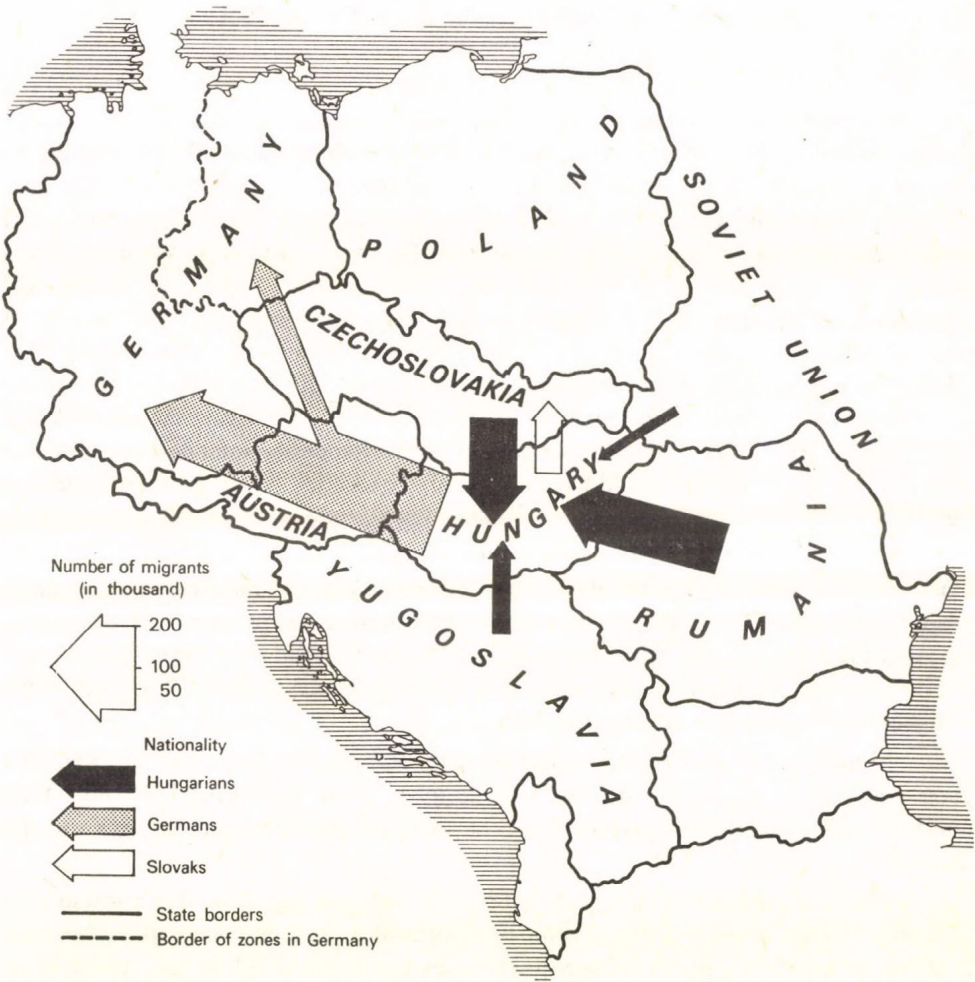 GERMANY
POLAND
SOVIET UNION
CZECHOSLOVAKIA
AUSTRIA
HUNGARY
RUMANIA
YUGOSLAVIA
Number of migrants
(in thousand)
200
100
50
Nationality
Hungarians
Germans
Slovaks
State borders
Border of zones in Germany